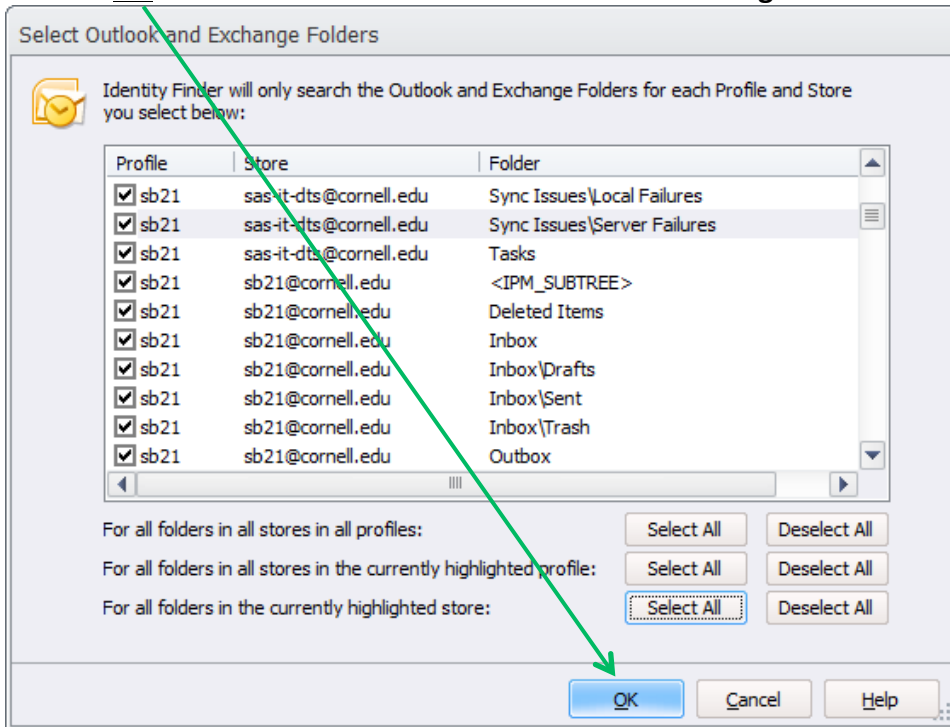 Select Outlook and Exchange Folders
Identity Finder will only search the Outlook and Exchange Folders for each Profile and Store
you select below:
Profile Store Folder
sb21 sas-it-dts@cornell.edu Sync Issues\Local Failures
sb21 sas-it-dts@cornell.edu Sync Issues\Server Failures
sb21 sas-it-dts@cornell.edu Tasks
sb21 sb21@cornell.edu <IPM_SUBTREE>
sb21 sb21@cornell.edu Deleted Items
sb21 sb21@cornell.edu Inbox
sb21 sb21@cornell.edu Inbox\Drafts
sb21 sb21@cornell.edu Inbox\Sent
sb21 sb21@cornell.edu Inbox\Trash
sb21 sb21@cornell.edu Outbox
For all folders in all stores in all profiles: Select All Deselect All
For all folders in all stores in the currently highlighted profile: Select All Deselect All
For all folders in the currently highlighted store: Select All Deselect All
OK Cancel Help